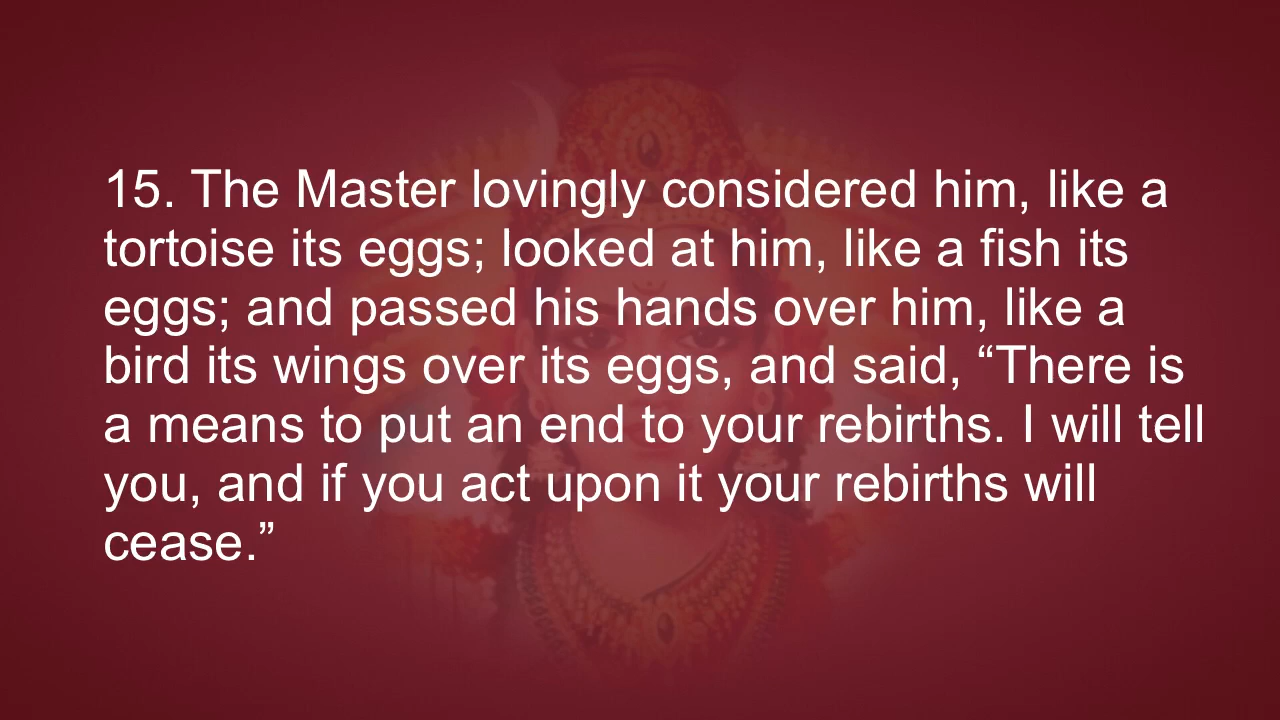 15. The Master lovingly considered him, like a
tortoise its eggs; looked at him, like a fish its
eggs; and passed his hands over him, like a
bird its wings over its eggs, and said, “There is
a means to put an end to your rebirths. I will tell
you, and if you act upon it your rebirths will
cease.”